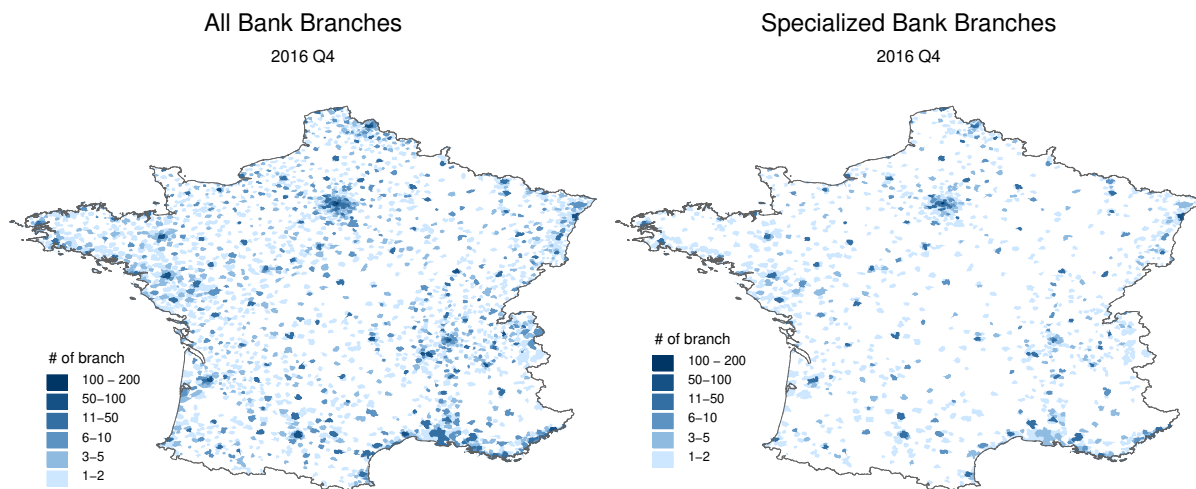 All Bank Branches
2016 Q4
# of branch
100 − 200
50−100
11−50
6−10
3−5
1−2
Specialized Bank Branches
2016 Q4
# of branch
100 − 200
50−100
11−50
6−10
3−5
1−2